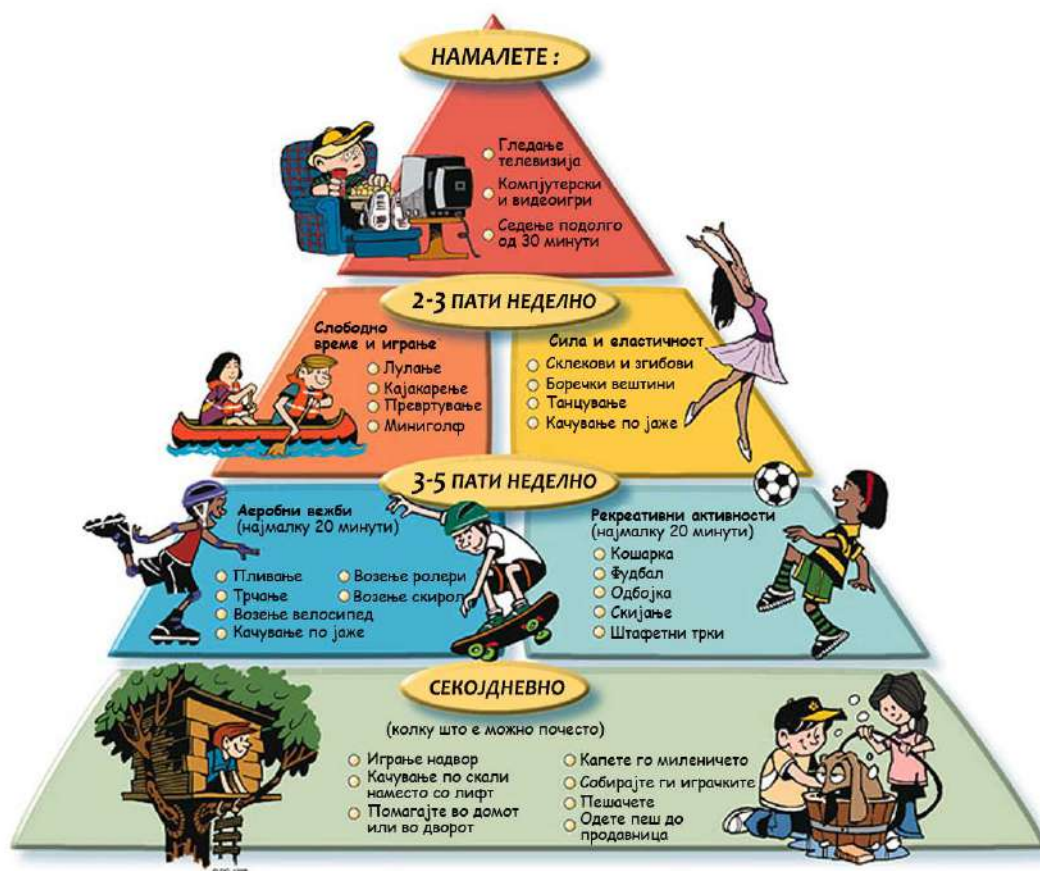 НАМАЛЕТЕ :
Гледање
телевизија
Компјутерски
и видеоигри
Седење подолго
од 30 минути
2-3 ПАТИ НЕДЕЛНО
Слободно
време и играње
Лулање
Кајакарење
Превртување
Миниголф
Сила и еластичност
Склекови и згибови
Боречки вештини
Танцување
Качување по јаже
3-5 ПАТИ НЕДЕЛНО
Аеробни вежби
(најмалку 20 минути)
Пливање
Трчање
Возење велосипед
Качување по јаже
Возење ролери
Возење скирол
Рекреативни активности
(најмалку 20 минути)
Кошарка
Фудбал
Одбојка
Скијање
Штафетни трки
СЕКОЈДНЕВНО
(колку што е можно почесто)
Играње надвор
Качување по скали
наместо со лифт
Помагајте во домот
или во дворот
Капете го миленичето
Собирајте ги играчките
Пешачете
Одете пеш до
продавница